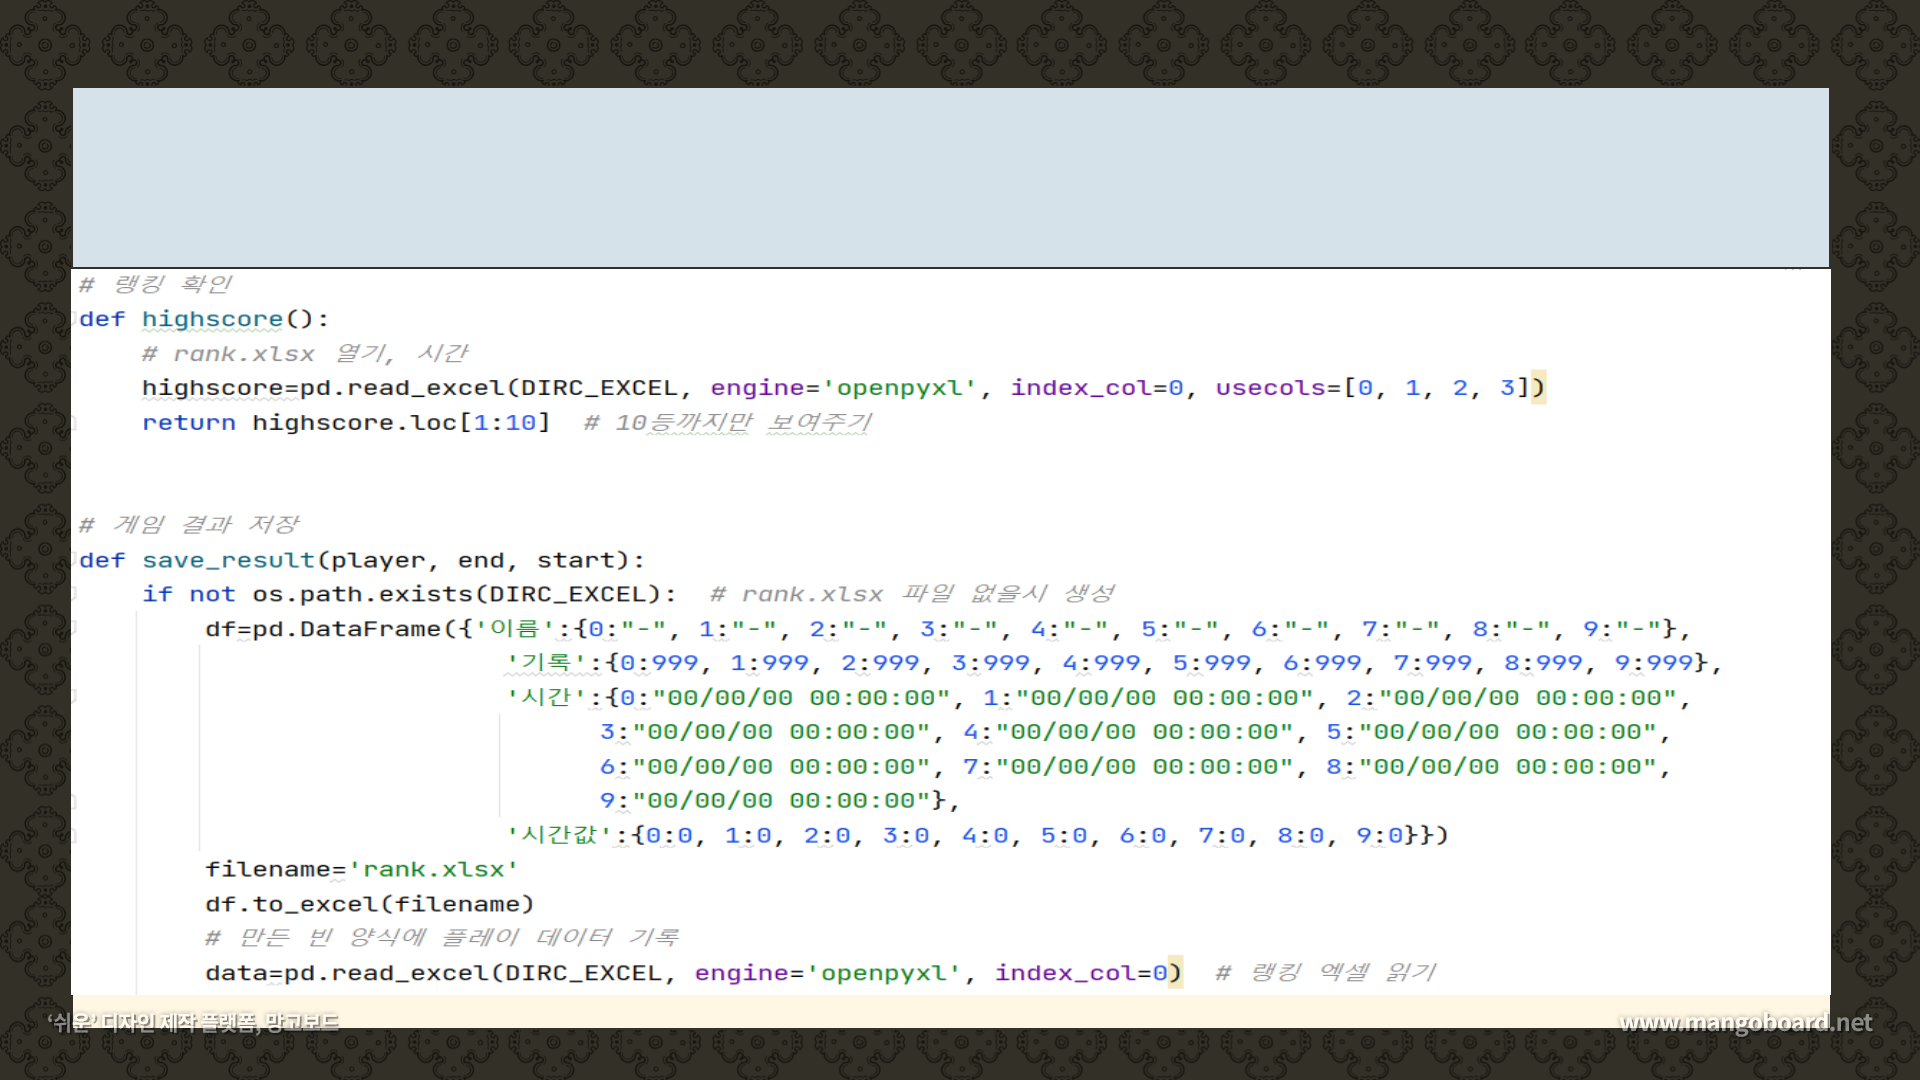 # 랭킹 확인
def highscore():
    # rank.xlsx 열기, 시간
    highscore=pd.read_excel(DIRC_EXCEL, engine='openpyxl', index_col=0, usecols=[0, 1, 2, 3])
    return highscore.loc[1:10]  # 10등까지만 보여주기
# 게임 결과 저장
def save_result(player, end, start):
    if not os.path.exists(DIRC_EXCEL):  # rank.xlsx 파일 없을시 생성
        df=pd.DataFrame({'이름':{0:"-", 1:"-", 2:"-", 3:"-", 4:"-", 5:"-", 6:"-", 7:"-", 8:"-", 9:"-"},
                         '기록':{0:999, 1:999, 2:999, 3:999, 4:999, 5:999, 6:999, 7:999, 8:999, 9:999},
                         '시간':{0:"00/00/00 00:00:00", 1:"00/00/00 00:00:00", 2:"00/00/00 00:00:00",
                               3:"00/00/00 00:00:00", 4:"00/00/00 00:00:00", 5:"00/00/00 00:00:00",
                               6:"00/00/00 00:00:00", 7:"00/00/00 00:00:00", 8:"00/00/00 00:00:00",
                               9:"00/00/00 00:00:00"},
                         '시간값':{0:0, 1:0, 2:0, 3:0, 4:0, 5:0, 6:0, 7:0, 8:0, 9:0}})
        filename='rank.xlsx'
        df.to_excel(filename)
        # 만든 빈 양식에 플레이 데이터 기록
        data=pd.read_excel(DIRC_EXCEL, engine='openpyxl', index_col=0)  # 랭킹 엑셀 읽기
'쉬운' 디자인 제작 플랫폼, 망고보드
www.mangoboard.net